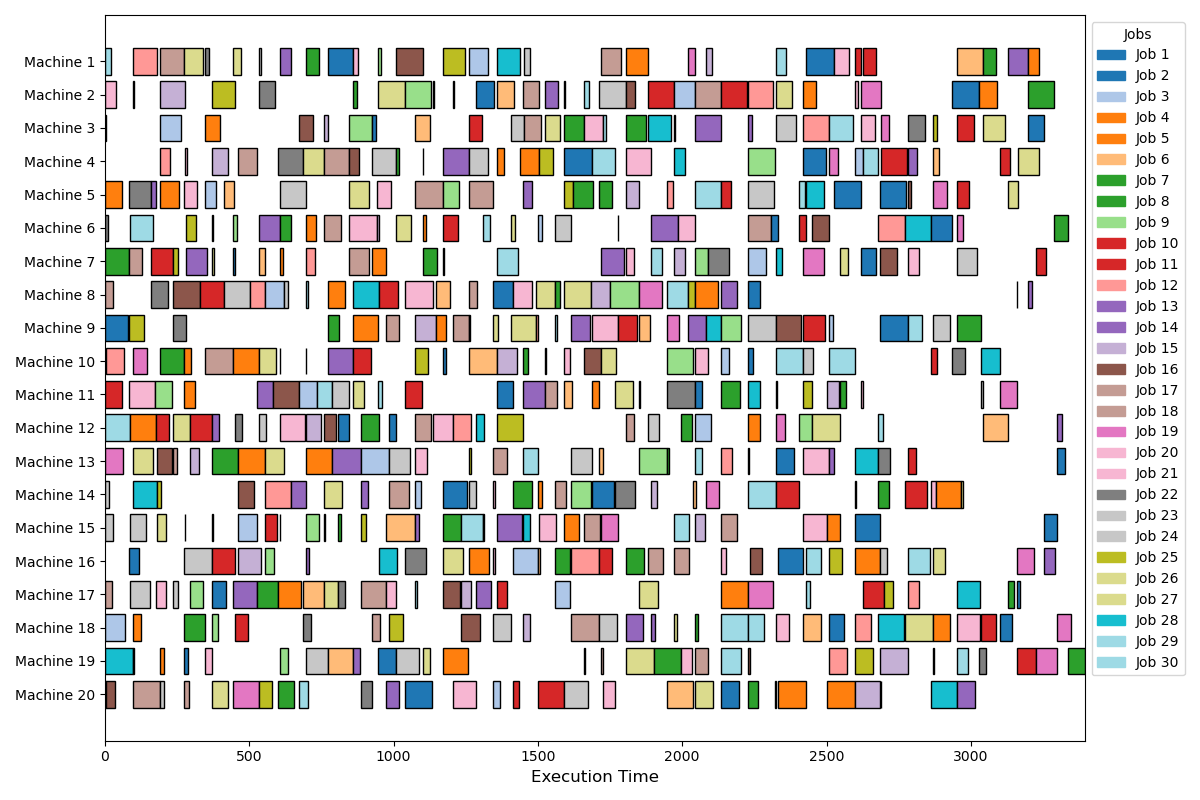 Machine 1
Machine 2
Machine 3
Machine 4
Machine 5
Machine 6
Machine 7
Machine 8
Machine 9
Machine 10
Machine 11
Machine 12
Machine 13
Machine 14
Machine 15
Machine 16
Machine 17
Machine 18
Machine 19
Machine 20
0 500 1000 1500 2000 2500 3000
Execution Time
Jobs
Job 1
Job 2
Job 3
Job 4
Job 5
Job 6
Job 7
Job 8
Job 9
Job 10
Job 11
Job 12
Job 13
Job 14
Job 15
Job 16
Job 17
Job 18
Job 19
Job 20
Job 21
Job 22
Job 23
Job 24
Job 25
Job 26
Job 27
Job 28
Job 29
Job 30